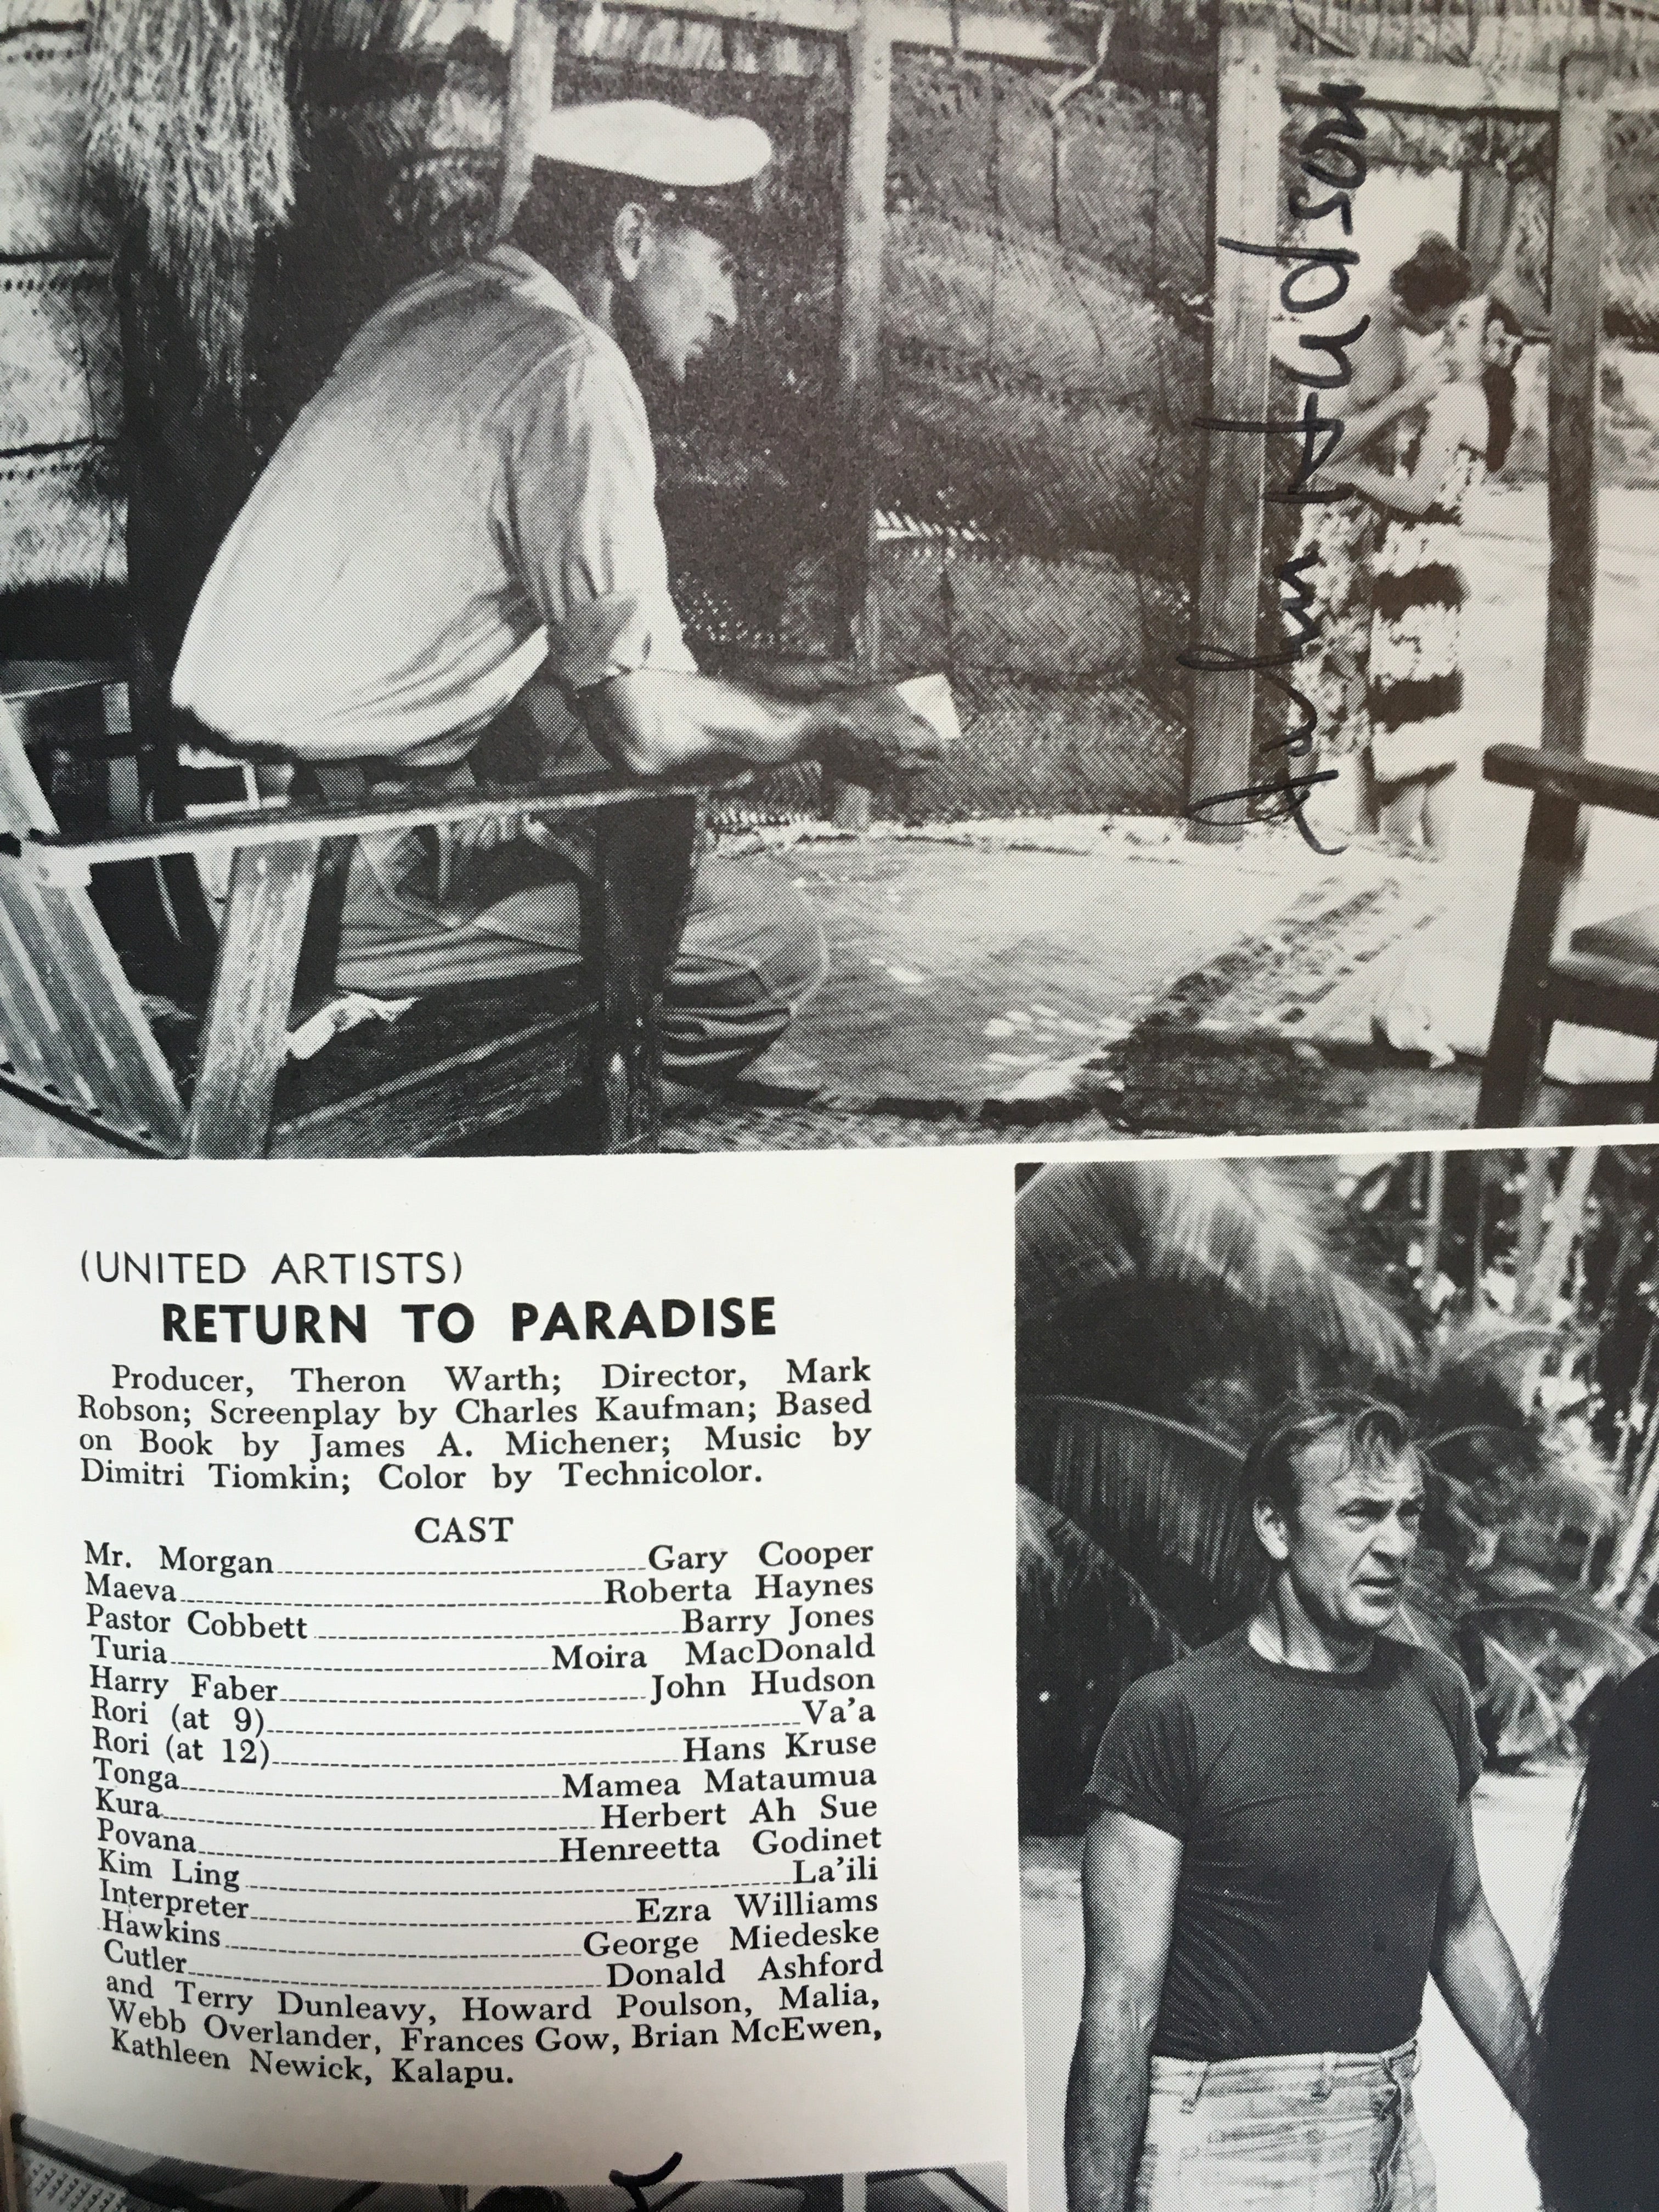 (UNITED ARTISTS)
RETURN TO PARADISE
Producer, Theron Warth; Director, Mark
Robson; Screenplay by Charles Kaufman; Based
on Book by James A. Michener; Music by
Dimitri Tiomkin; Color by Technicolor.
CAST
Mr. Morgan Gary Cooper
Maeva Roberta Haynes
Pastor Cobbett Barry Jones
Turia Moira MacDonald
Harry Faber John Hudson
Rori (at 9) Va'a
Rori (at 12) Hans Kruse
Tonga Mamea Mataumua
Kura Herbert Ah Sue
Povana Henreetta Godinet
Kim Ling La'ili
Interpreter Ezra Williams
Hawkins George Miedeske
Cutler Donald Ashford
and Terry Dunleavy, Howard Poulson, Malia,
Webb Overlander, Frances Gow, Brian McEwen,
Kathleen Newick, Kalapu.